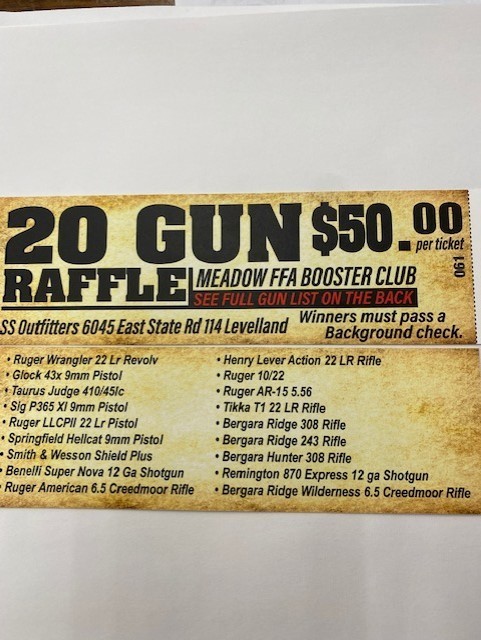 20 GUN $50.00
per ticket
RAFFLE
MEADOW FFA BOOSTER CLUB
SEE FULL GUN LIST ON THE BACK
061
SS Outfitters 6045 East State Rd 114 Levelland
Winners must pass a
Background check.
• Ruger Wrangler 22 Lr Revolv
• Glock 43x 9mm Pistol
• Taurus Judge 410/45lc
• Sig P365 Xl 9mm Pistol
• Ruger LLCPII 22 Lr Pistol
• Springfield Hellcat 9mm Pistol
• Smith & Wesson Shield Plus
• Benelli Super Nova 12 Ga Shotgun
• Ruger American 6.5 Creedmoor Rifle
• Henry Lever Action 22 LR Rifle
• Ruger 10/22
• Ruger AR-15 5.56
• Tikka T1 22 LR Rifle
• Bergara Ridge 308 Rifle
• Bergara Ridge 243 Rifle
• Bergara Hunter 308 Rifle
• Remington 870 Express 12 ga Shotgun
• Bergara Ridge Wilderness 6.5 Creedmoor Rifle